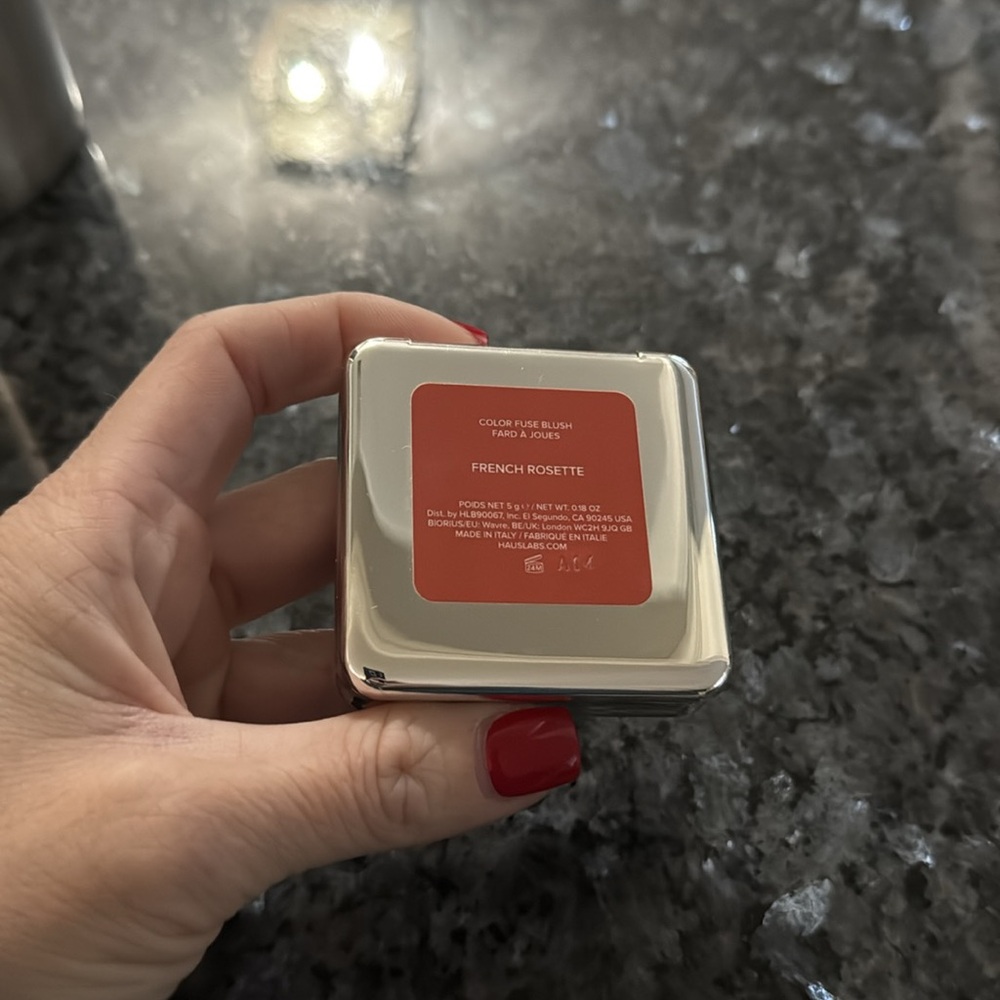 COLOR FUSE BLUSH
FARD À JOUES
FRENCH ROSETTE
POIDS NET 5 g / NET WT. 0.18 OZ
Dist. by HLB90067, Inc. El Segundo, CA 90245 USA
BIORIUS/EU: Wavre, BE/UK: London WC2H 9JQ GB
MADE IN ITALY / FABRIQUÉ EN ITALIE
HAUSLABS.COM
24M